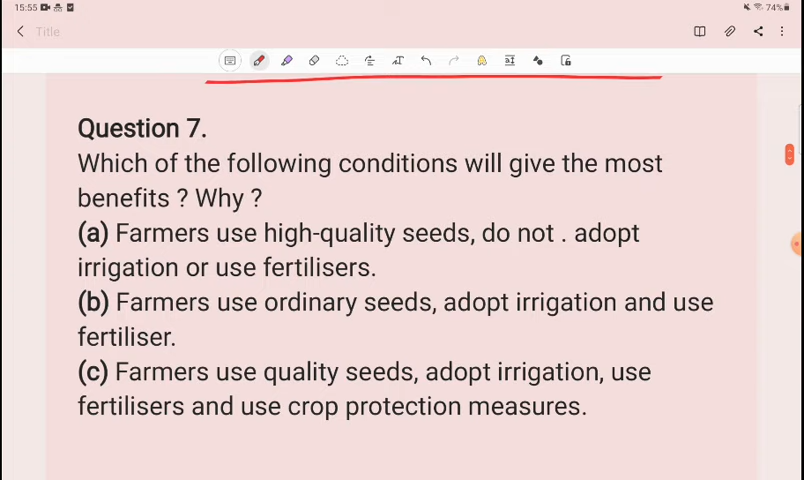 15:55
74%
Title
Question 7.
Which of the following conditions will give the most
benefits ? Why ?
(a) Farmers use high-quality seeds, do not . adopt
irrigation or use fertilisers.
(b) Farmers use ordinary seeds, adopt irrigation and use
fertiliser.
(c) Farmers use quality seeds, adopt irrigation, use
fertilisers and use crop protection measures.